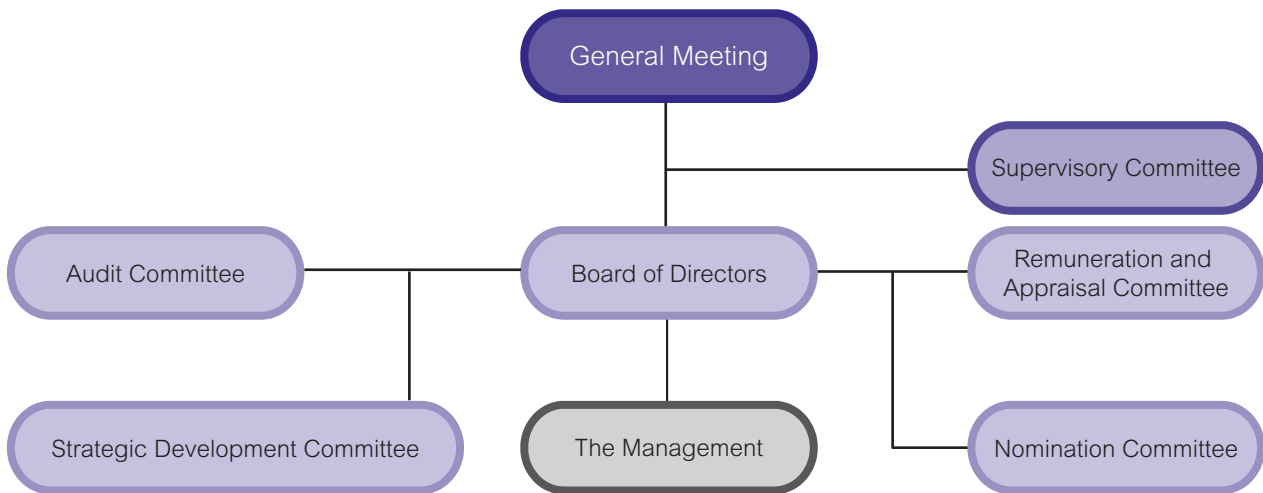 General Meeting
Supervisory Committee
Audit Committee
Board of Directors
Remuneration and
Appraisal Committee
Strategic Development Committee
The Management
Nomination Committee